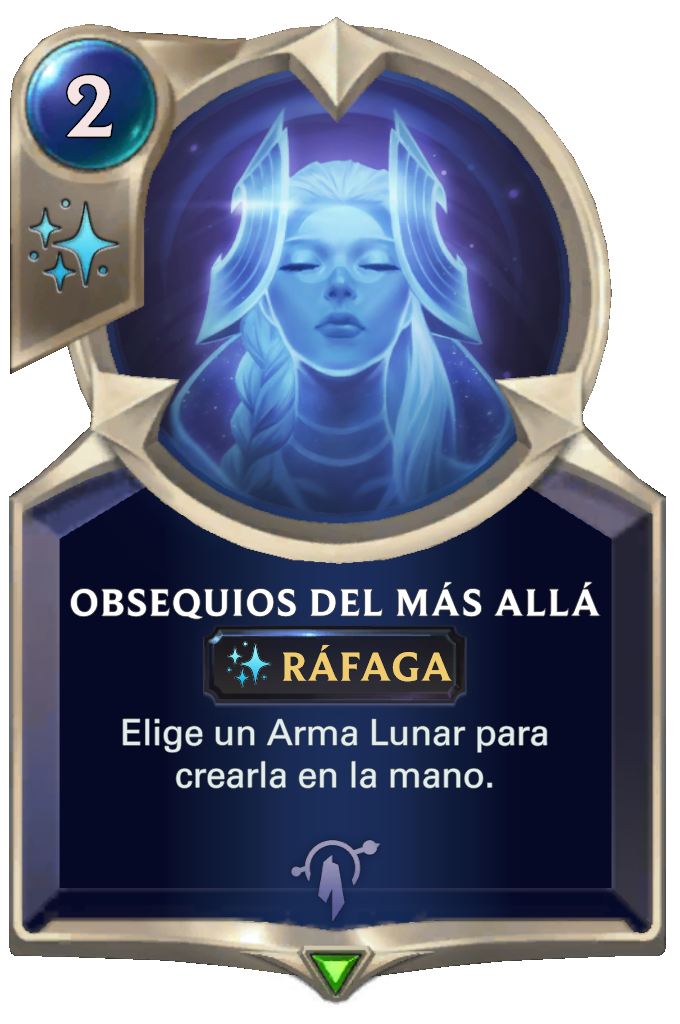 2
OBSEQUIOS DEL MÁS ALLÁ
RÁFAGA
Elige un Arma Lunar para
crearla en la mano.